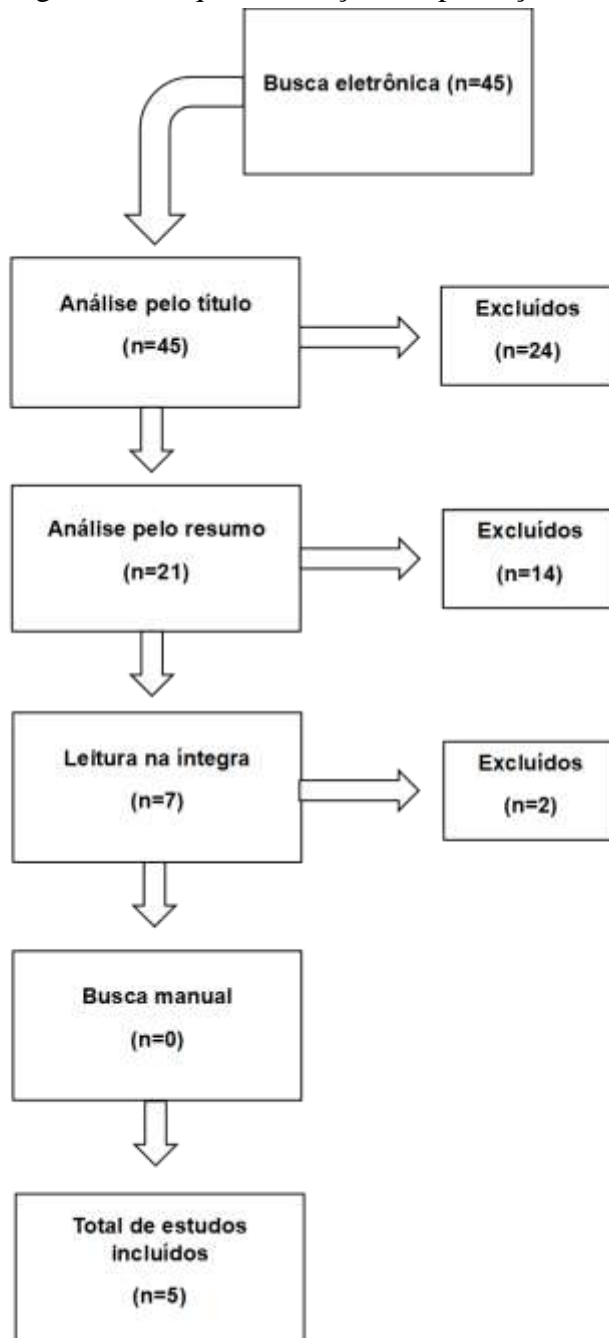 Busca eletrônica (n=45)
Análise pelo título
(n=45)
Excluídos
(n=24)
Análise pelo resumo
(n=21)
Excluídos
(n=14)
Leitura na íntegra
(n=7)
Excluídos
(n=2)
Busca manual
(n=0)
Total de estudos
incluídos
(n=5)